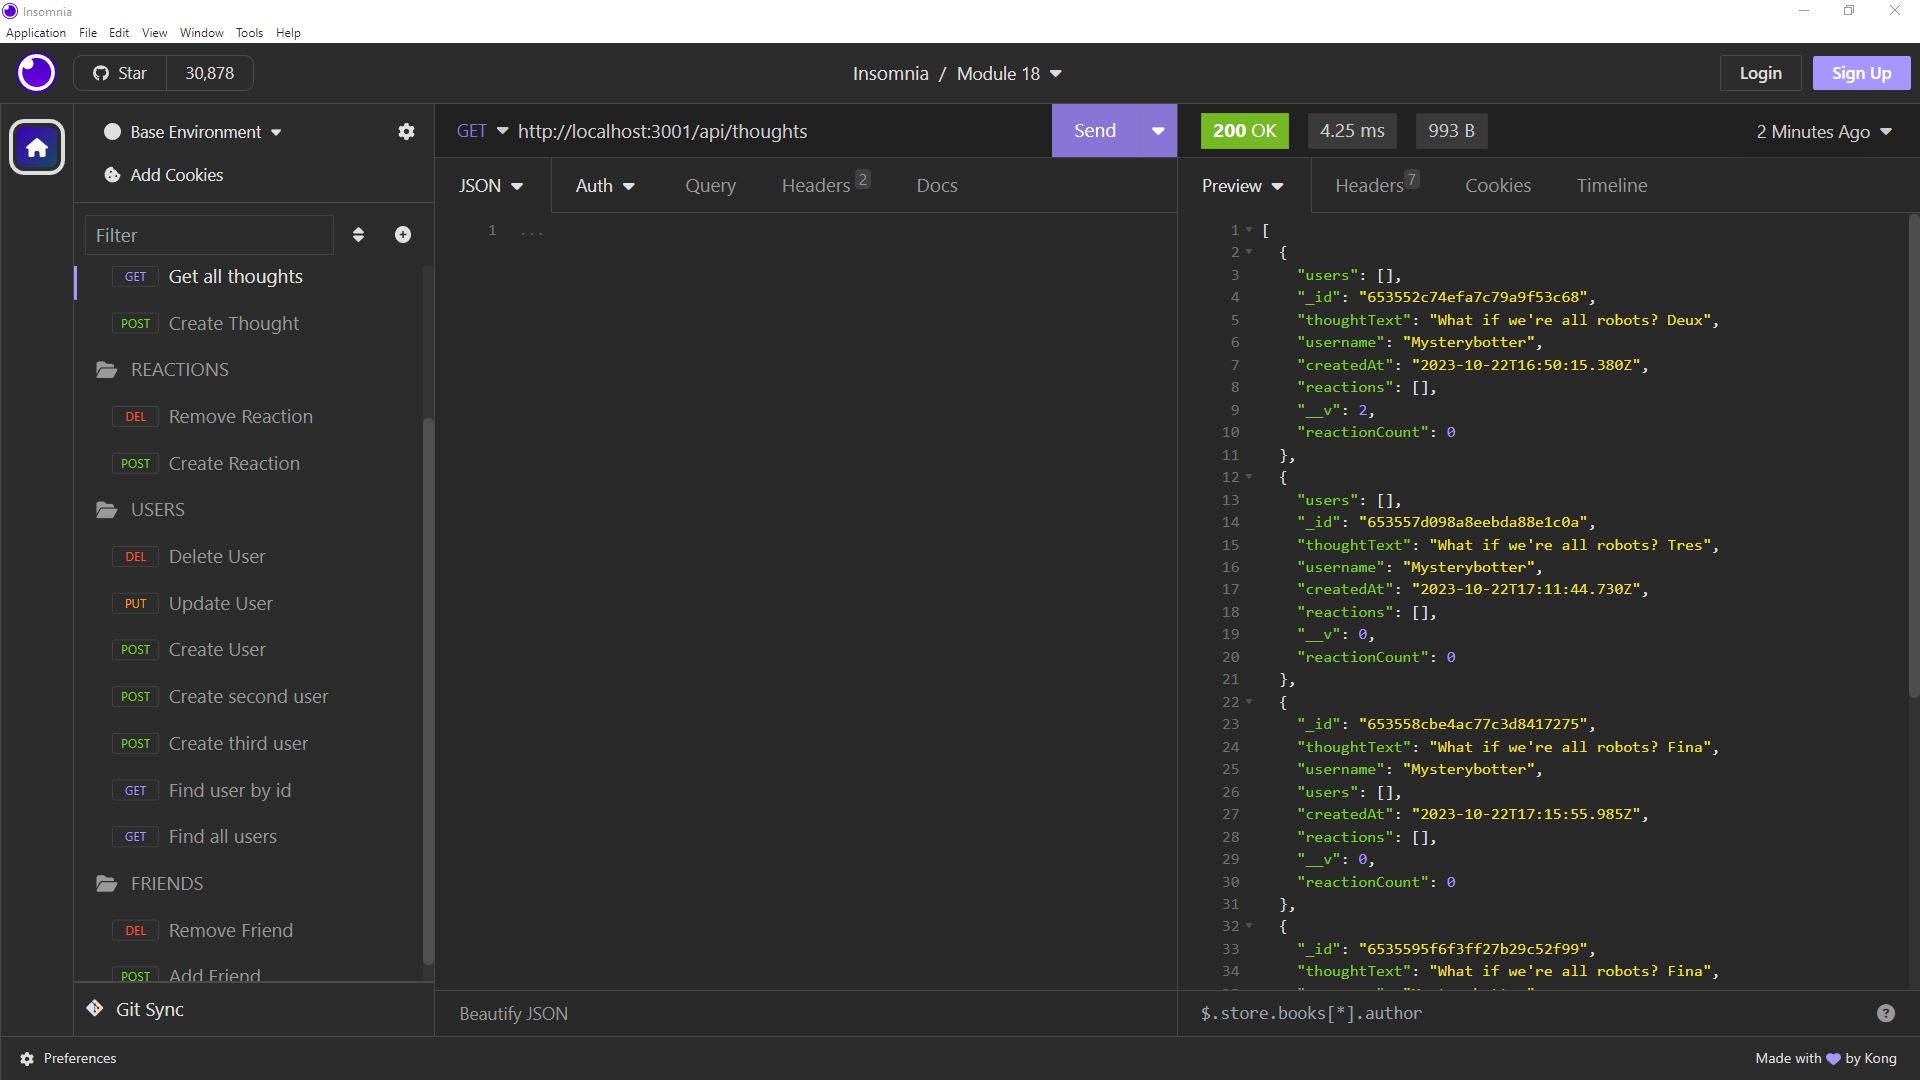 Insomnia
Application File Edit View Window Tools Help
Star 30,878
Insomnia / Module 18
Login Sign Up
Base Environment
Add Cookies
Filter
GET Get all thoughts
POST Create Thought
REACTIONS
DEL Remove Reaction
POST Create Reaction
USERS
DEL Delete User
PUT Update User
POST Create User
POST Create second user
POST Create third user
GET Find user by id
GET Find all users
FRIENDS
DEL Remove Friend
POST Add Friend
Git Sync
Preferences
GET http://localhost:3001/api/thoughts Send
JSON Auth Query Headers 2 Docs
1 ...
Beautify JSON
200 OK 4.25 ms 993 B 2 Minutes Ago
Preview Headers 7 Cookies Timeline
1 [
2 {
3 "users": [],
4 "_id": "653552c74efa7c79a9f53c68",
5 "thoughtText": "What if we're all robots? Deux",
6 "username": "Mysterybotter",
7 "createdAt": "2023-10-22T16:50:15.380Z",
8 "reactions": [],
9 "__v": 2,
10 "reactionCount": 0
11 },
12 {
13 "users": [],
14 "_id": "653557d098a8eebda88e1c0a",
15 "thoughtText": "What if we're all robots? Tres",
16 "username": "Mysterybotter",
17 "createdAt": "2023-10-22T17:11:44.730Z",
18 "reactions": [],
19 "__v": 0,
20 "reactionCount": 0
21 },
22 {
23 "_id": "653558cbe4ac77c3d8417275",
24 "thoughtText": "What if we're all robots? Fina",
25 "username": "Mysterybotter",
26 "users": [],
27 "createdAt": "2023-10-22T17:15:55.985Z",
28 "reactions": [],
29 "__v": 0,
30 "reactionCount": 0
31 },
32 {
33 "_id": "6535595f6f3ff27b29c52f99",
34 "thoughtText": "What if we're all robots? Fina",
$.store.books[*].author
Made with by Kong